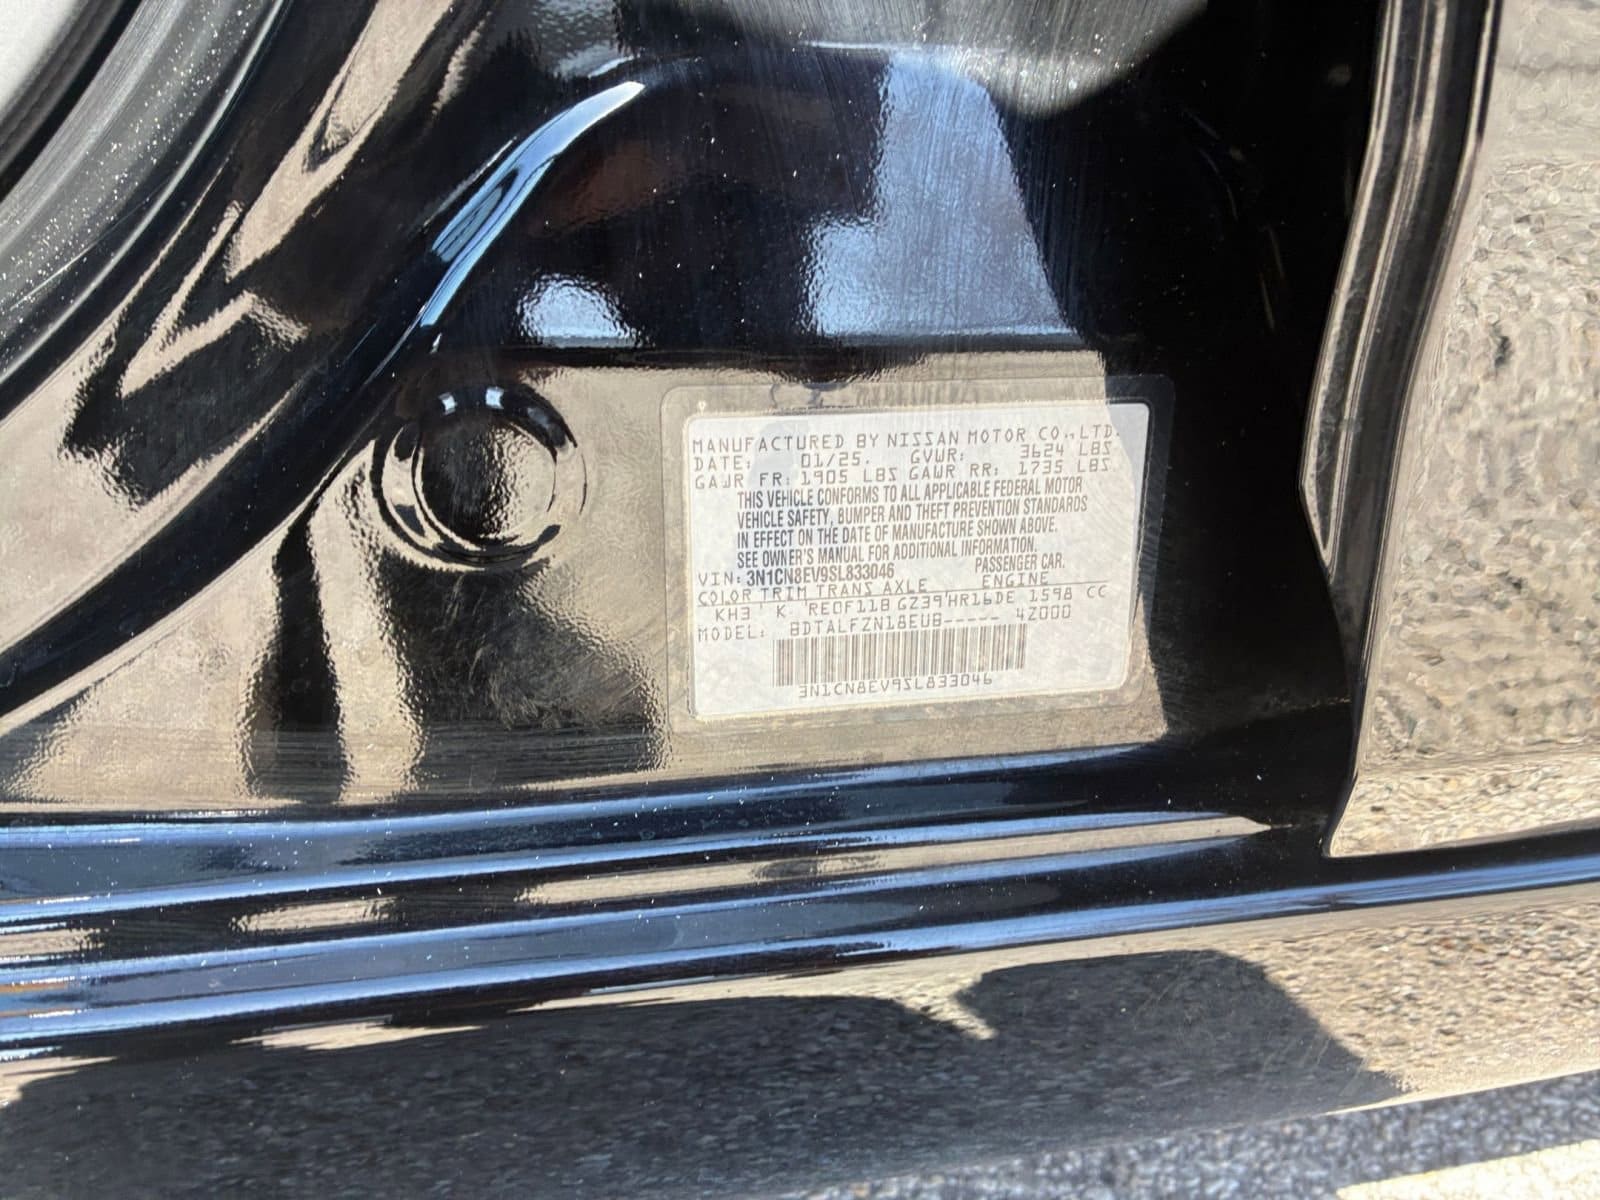 MANUFACTURED BY NISSAN MOTOR CO.,LTD.
DATE: 01/25. GVWR: 3624 LBS
GAWR FR: 1905 LBS GAWR RR: 1735 LBS
THIS VEHICLE CONFORMS TO ALL APPLICABLE FEDERAL MOTOR
VEHICLE SAFETY, BUMPER AND THEFT PREVENTION STANDARDS
IN EFFECT ON THE DATE OF MANUFACTURE SHOWN ABOVE.
SEE OWNER'S MANUAL FOR ADDITIONAL INFORMATION.
VIN: 3N1CN8EV9SL833046 PASSENGER CAR.
COLOR TRIM TRANS AXLE ENGINE
KH3 K RE0F11B GZ39 HR16DE 1598 CC
MODEL: BDTALFZN18EUB----- 4Z000
3N1CN8EV9SL833046